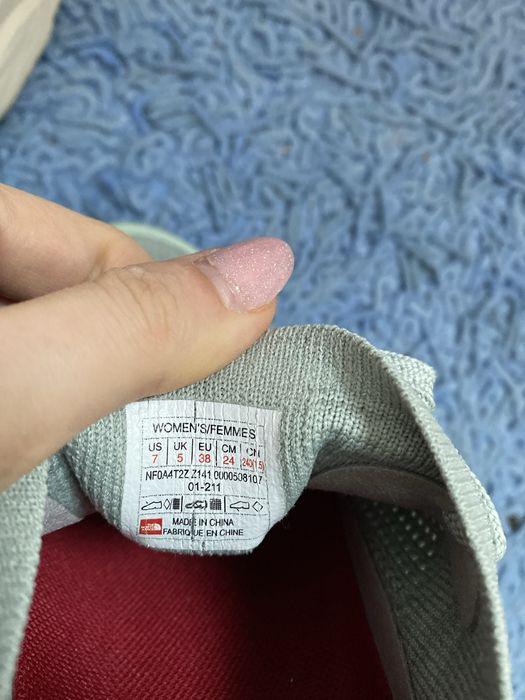 WOMEN'S/FEMMES
US UK EU CM CN
7 5 38 24 240(1.5)
NF0A4T2Z Z141 0000508107
01-211
MADE IN CHINA
FABRIQUE EN CHINE